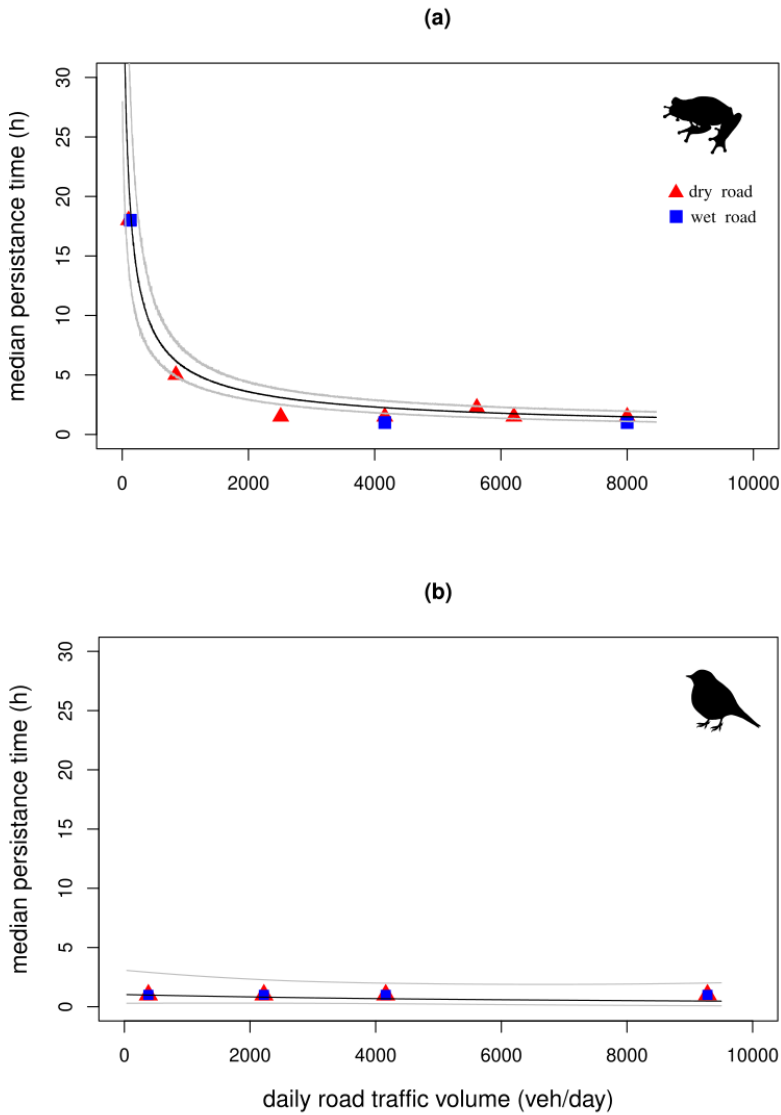 (a)
median persistance time (h)
30
25
20
15
10
5
0
dry road
wet road
0 2000 4000 6000 8000 10000
(b)
median persistance time (h)
30
25
20
15
10
5
0
0 2000 4000 6000 8000 10000
daily road traffic volume (veh/day)